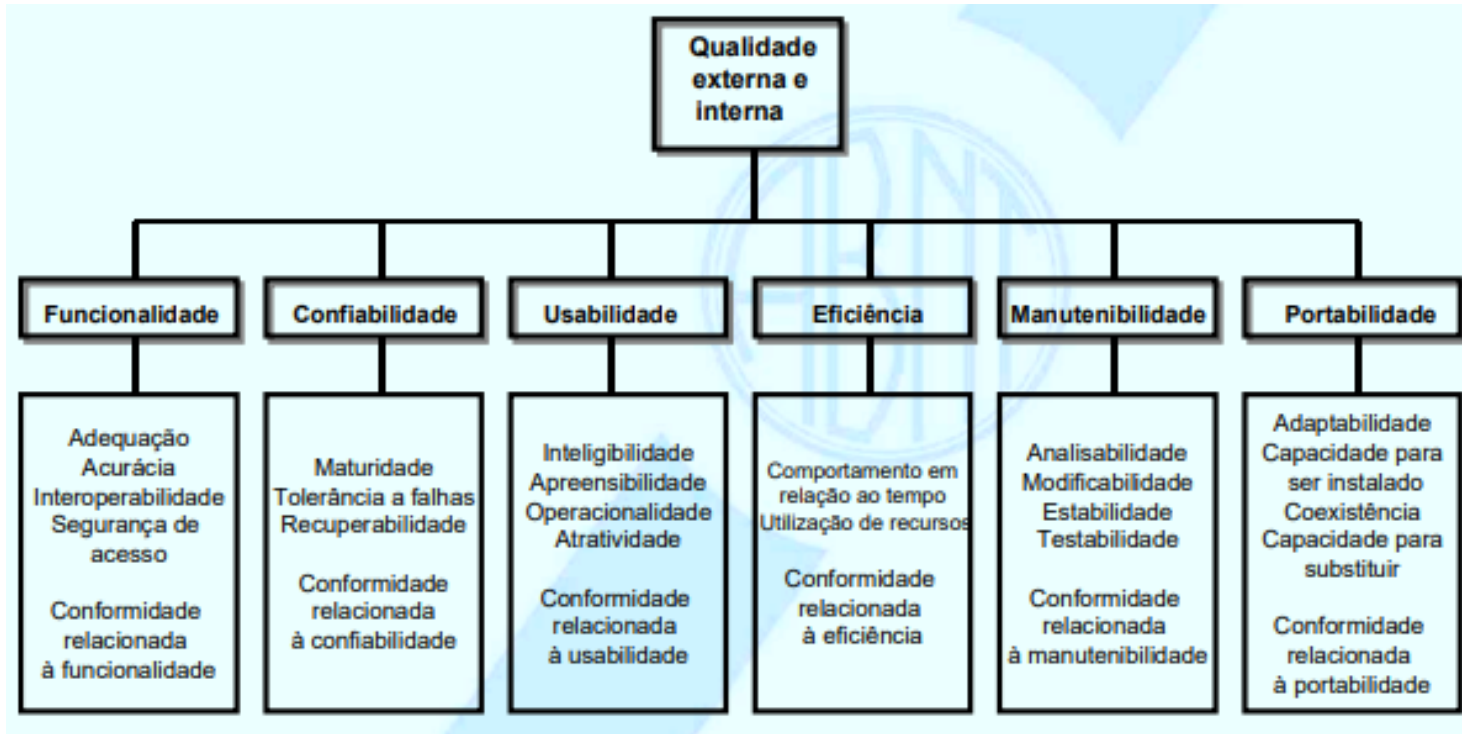 Qualidade
externa e
interna
ABNT
Funcionalidade
Confiabilidade
Usabilidade
Eficiência
Manutenibilidade
Portabilidade
Adequação
Acurácia
Interoperabilidade
Segurança de
acesso
Conformidade
relacionada
à funcionalidade
Maturidade
Tolerância a falhas
Recuperabilidade
Conformidade
relacionada
à confiabilidade
Inteligibilidade
Apreensibilidade
Operacionalidade
Atratividade
Conformidade
relacionada
à usabilidade
Comportamento em
relação ao tempo
Utilização de recursos
Conformidade
relacionada
à eficiência
Analisabilidade
Modificabilidade
Estabilidade
Testabilidade
Conformidade
relacionada
à manutenibilidade
Adaptabilidade
Capacidade para
ser instalado
Coexistência
Capacidade para
substituir
Conformidade
relacionada
à portabilidade